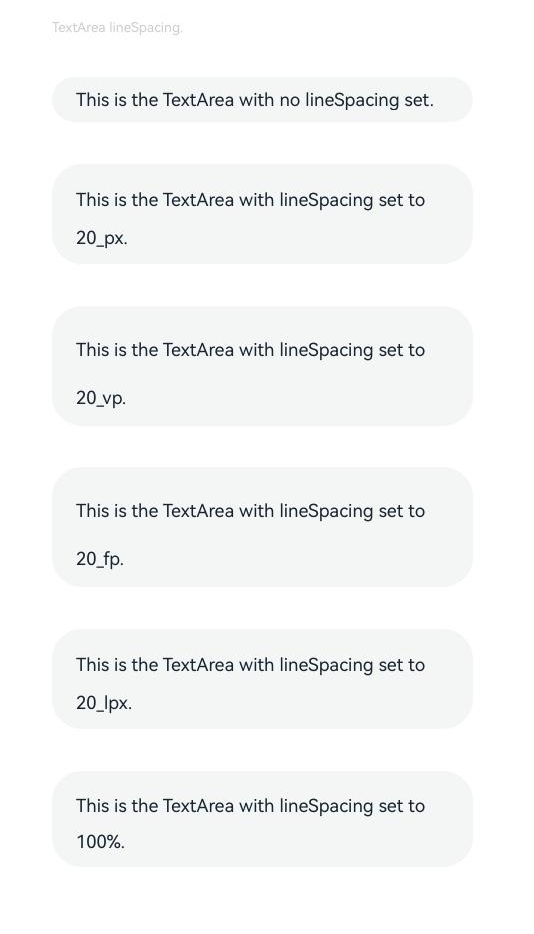 TextArea lineSpacing.
This is the TextArea with no lineSpacing set.
This is the TextArea with lineSpacing set to
20_px.
This is the TextArea with lineSpacing set to
20_vp.
This is the TextArea with lineSpacing set to
20_fp.
This is the TextArea with lineSpacing set to
20_lpx.
This is the TextArea with lineSpacing set to
100%.